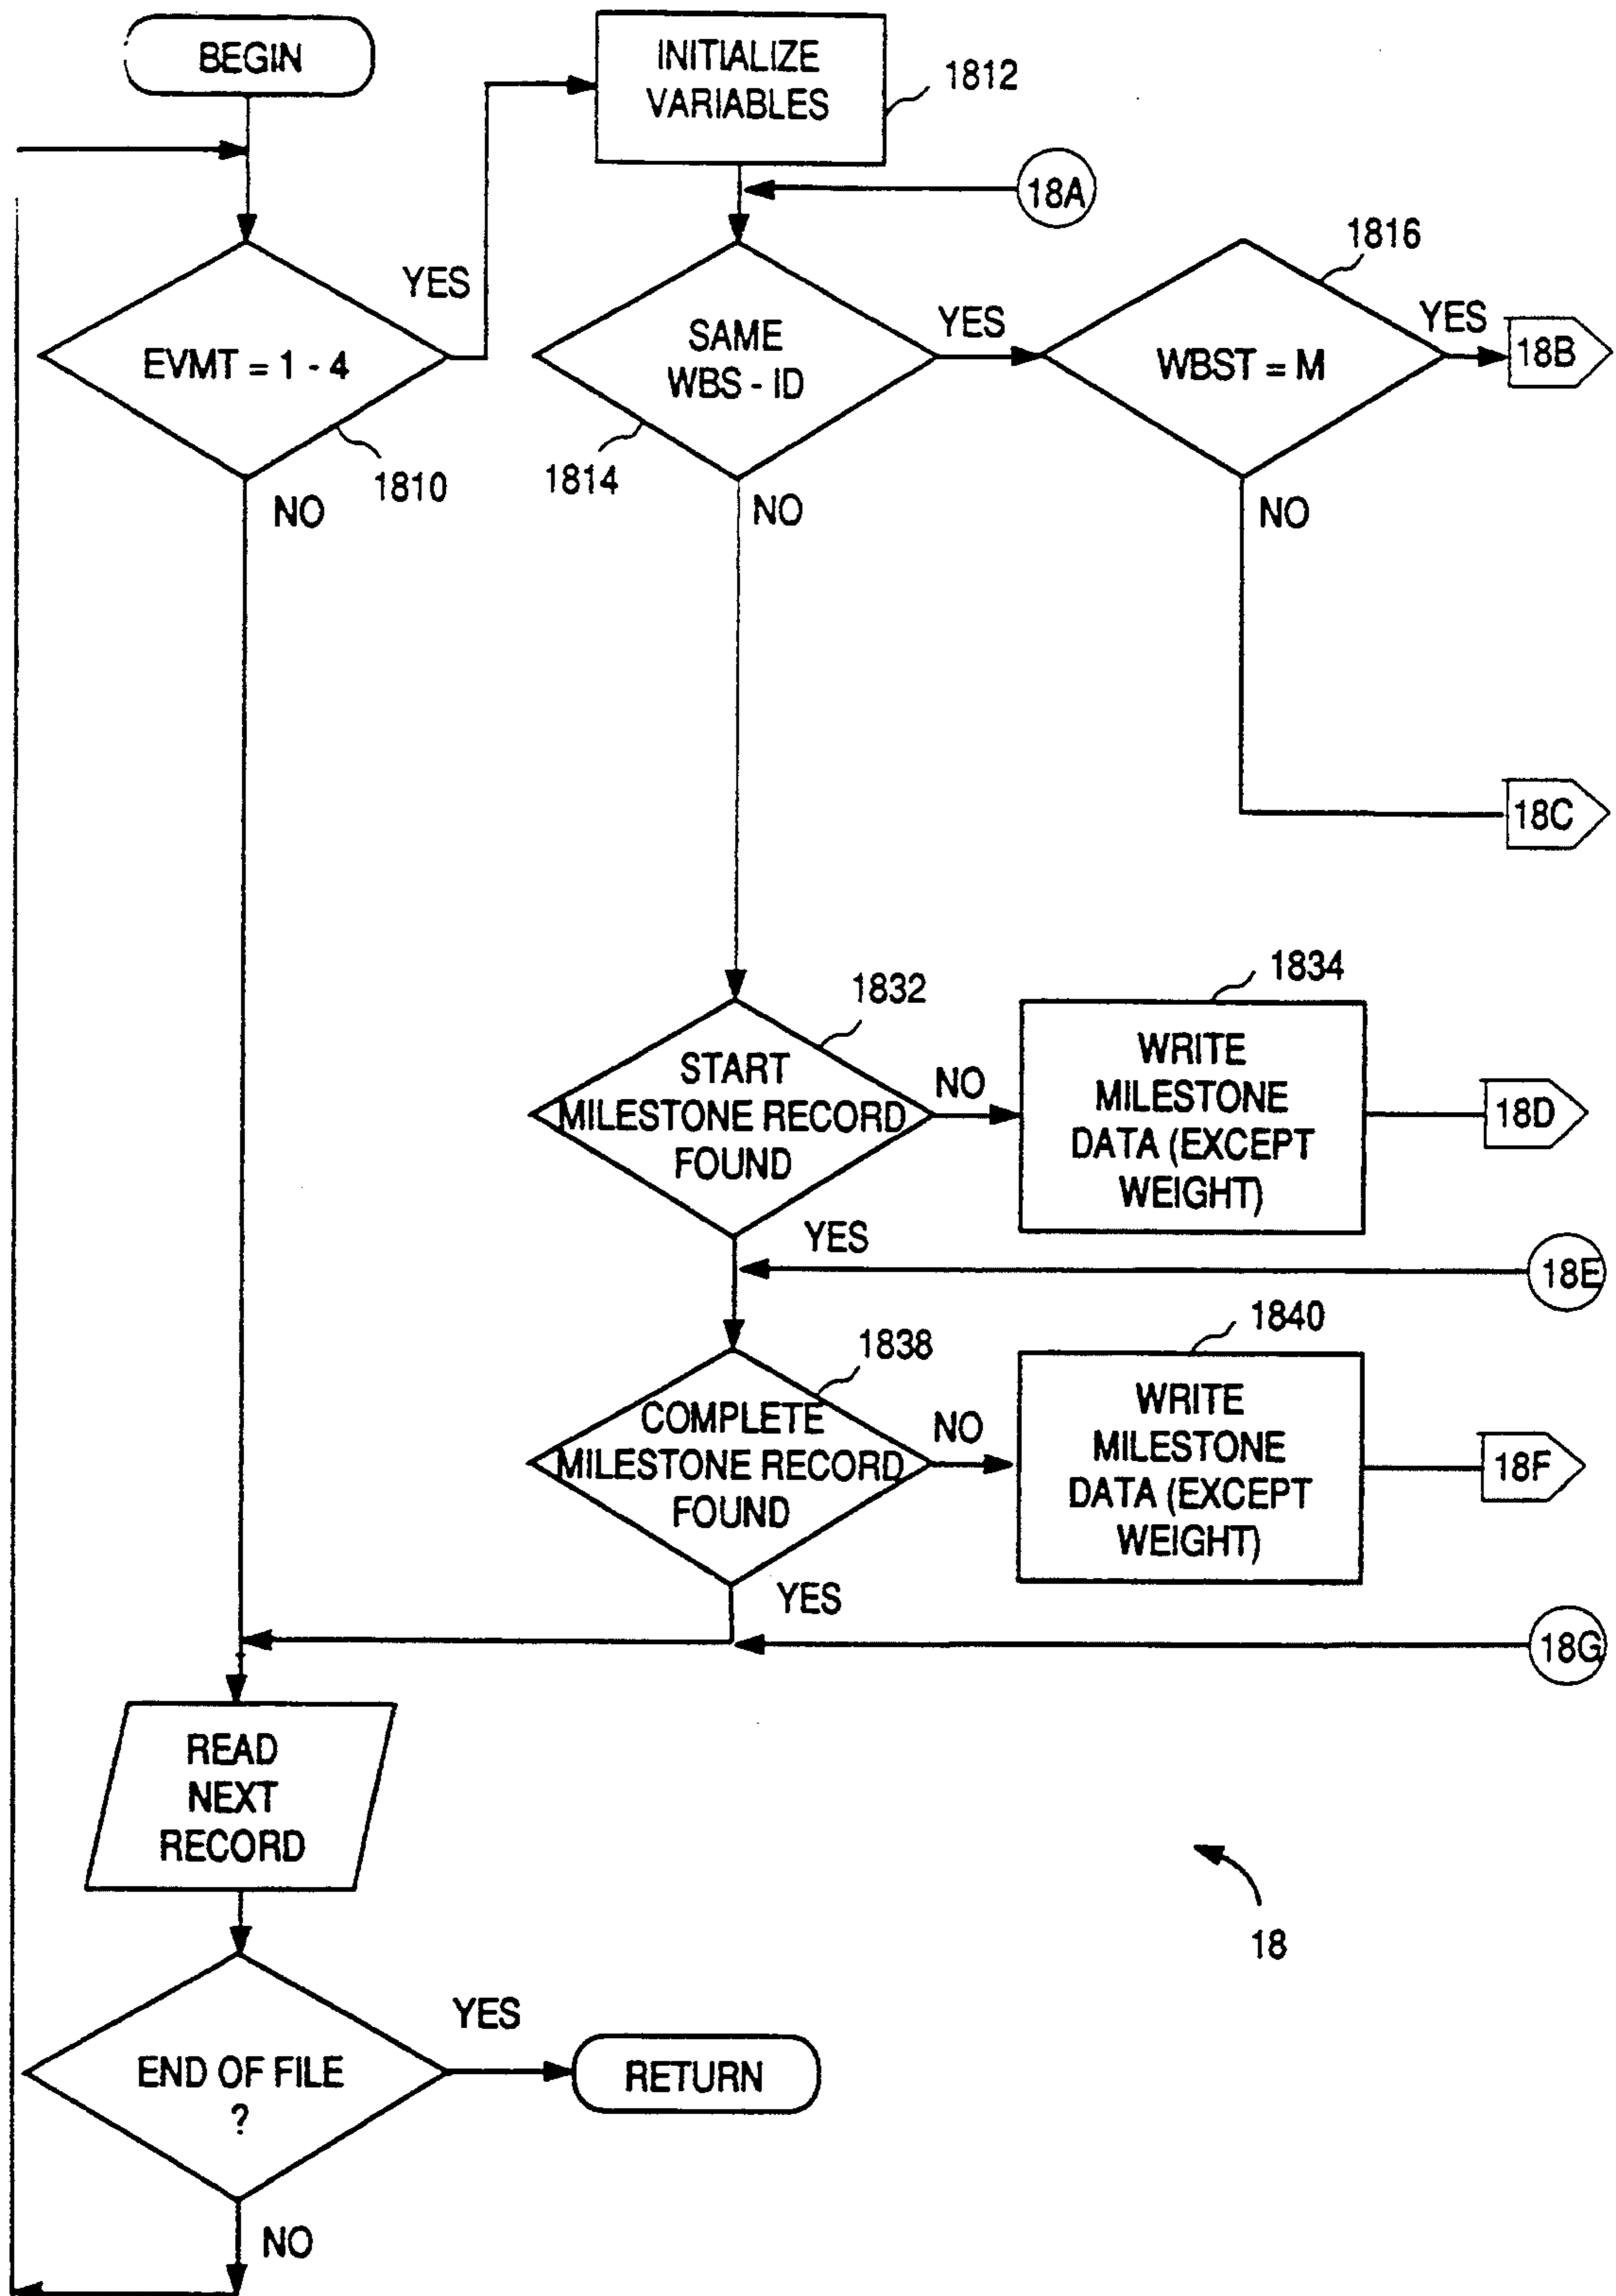 BEGIN
INITIALIZE
VARIABLES
1812
18A
EVMT = 1 - 4
YES
1810
NO
SAME
WBS - ID
YES
1814
NO
1816
WBST = M
YES
18B
NO
18C
1832
START
MILESTONE RECORD
FOUND
NO
1834
WRITE
MILESTONE
DATA (EXCEPT
WEIGHT)
18D
YES
18E
1838
COMPLETE
MILESTONE RECORD
FOUND
NO
1840
WRITE
MILESTONE
DATA (EXCEPT
WEIGHT)
18F
YES
18G
READ
NEXT
RECORD
18
END OF FILE
?
YES
RETURN
NO